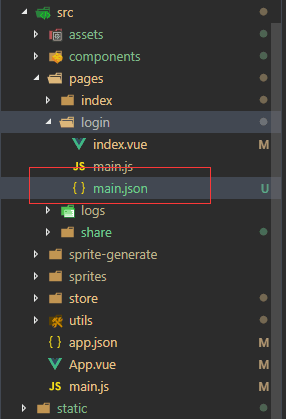 src
assets
components
pages
index
login
index.vue M
JS main.js
{ } main.json U
logs
share
sprite-generate
sprites
store
utils
{ } app.json M
App.vue M
JS main.js M
static